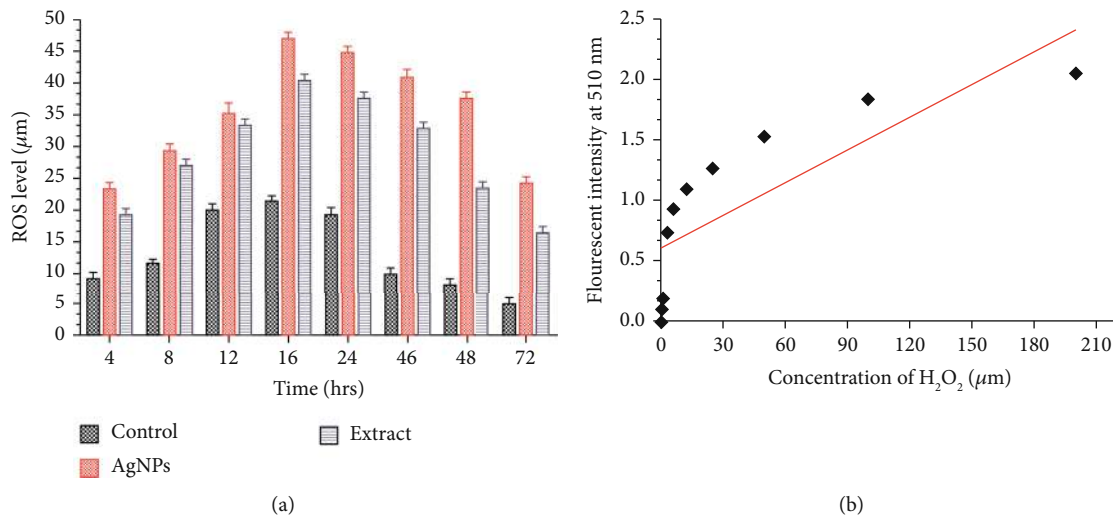 50
45
40
35
30
25
20
15
10
5
0
ROS level (μm)
4 8 12 16 24 46 48 72
Time (hrs)
Control
AgNPs
Extract
(a)
2.5
2.0
1.5
1.0
0.5
0.0
Flourescent intensity at 510 nm
0 30 60 90 120 150 180 210
Concentration of H₂O₂ (μm)
(b)